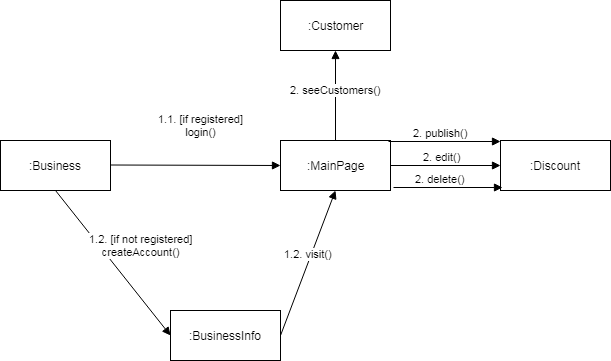 :Customer
2. seeCustomers()
1.1. [if registered]
login()
2. publish()
:Business
:MainPage
2. edit()
:Discount
2. delete()
1.2. [if not registered]
createAccount()
1.2. visit()
:BusinessInfo